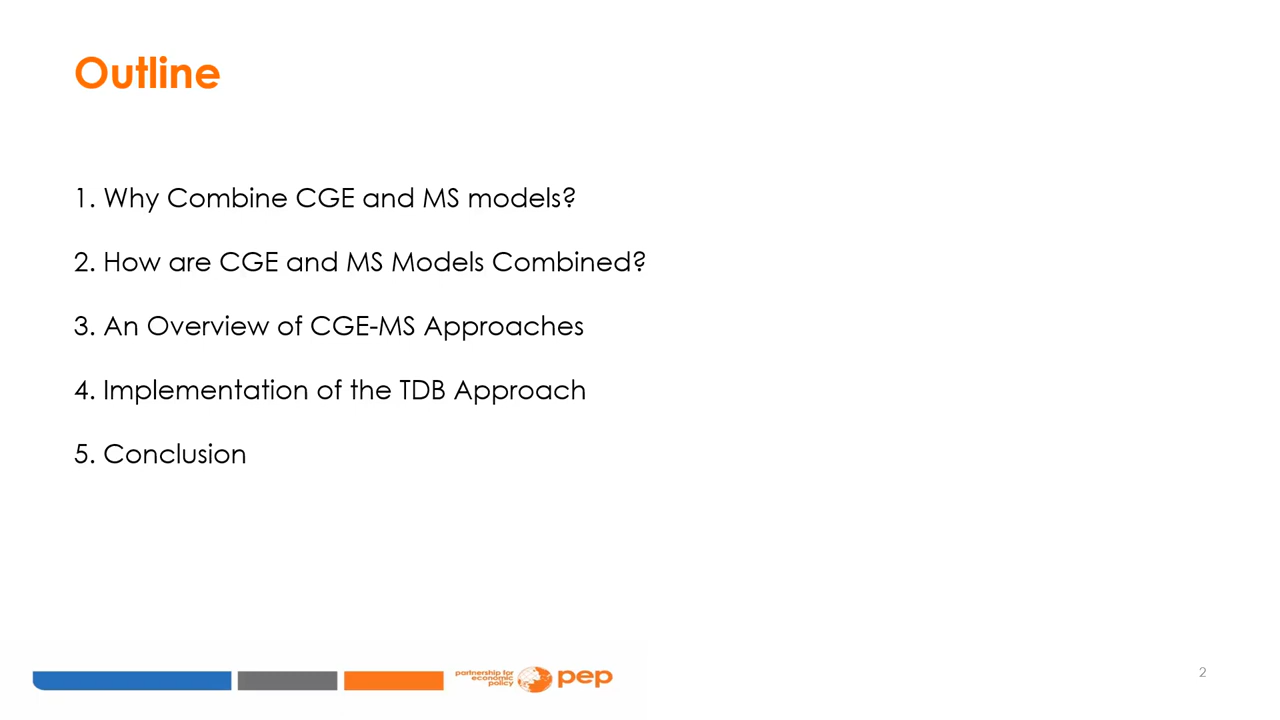 Outline
1. Why Combine CGE and MS models?
2. How are CGE and MS Models Combined?
3. An Overview of CGE-MS Approaches
4. Implementation of the TDB Approach
5. Conclusion
partnership for
economic
policy
pep
2